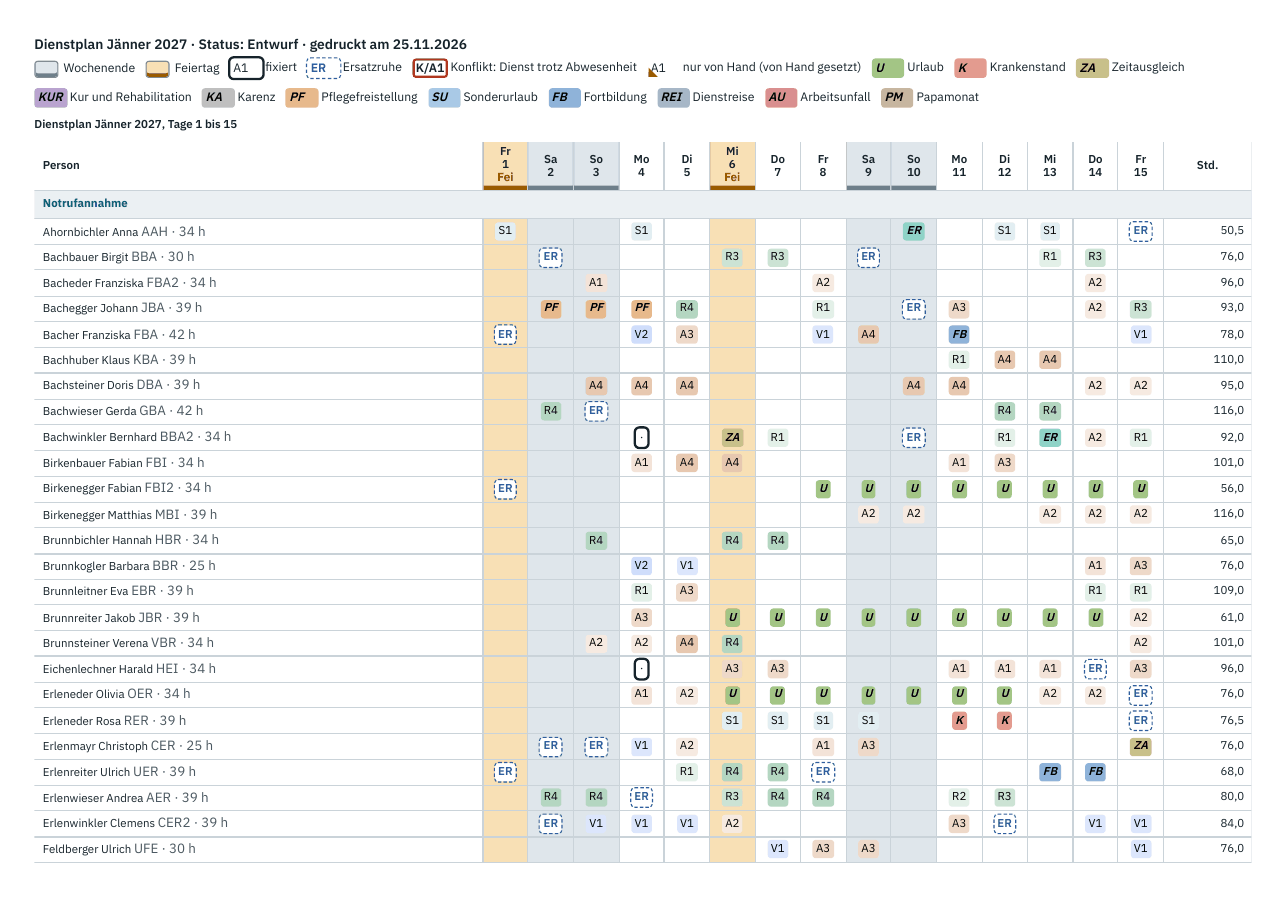 Dienstplan Jänner 2027 · Status: Entwurf · gedruckt am 25.11.2026
Wochenende Feiertag A1 fixiert ER Ersatzruhe K/A1 Konflikt: Dienst trotz Abwesenheit A1 nur von Hand (von Hand gesetzt) U Urlaub K Krankenstand ZA Zeitausgleich
KUR Kur und Rehabilitation KA Karenz PF Pflegefreistellung SU Sonderurlaub FB Fortbildung REI Dienstreise AU Arbeitsunfall PM Papamonat
Dienstplan Jänner 2027, Tage 1 bis 15
Person Fr 1 Fei Sa 2 So 3 Mo 4 Di 5 Mi 6 Fei Do 7 Fr 8 Sa 9 So 10 Mo 11 Di 12 Mi 13 Do 14 Fr 15 Std.
Notrufannahme
Ahornbichler Anna AAH · 34 h S1 S1 ER S1 S1 ER 50,5
Bachbauer Birgit BBA · 30 h ER R3 R3 ER R1 R3 76,0
Bacheder Franziska FBA2 · 34 h A1 A2 A2 96,0
Bachegger Johann JBA · 39 h PF PF PF R4 R1 ER A3 A2 R3 93,0
Bacher Franziska FBA · 42 h ER V2 A3 V1 A4 FB V1 78,0
Bachhuber Klaus KBA · 39 h R1 A4 A4 110,0
Bachsteiner Doris DBA · 39 h A4 A4 A4 A4 A4 A2 A2 95,0
Bachwieser Gerda GBA · 42 h R4 ER R4 R4 116,0
Bachwinkler Bernhard BBA2 · 34 h · ZA R1 ER R1 ER A2 R1 92,0
Birkenbauer Fabian FBI · 34 h A1 A4 A4 A1 A3 101,0
Birkenegger Fabian FBI2 · 34 h ER U U U U U U U U 56,0
Birkenegger Matthias MBI · 39 h A2 A2 A2 A2 A2 116,0
Brunnbichler Hannah HBR · 34 h R4 R4 R4 65,0
Brunnkogler Barbara BBR · 25 h V2 V1 A1 A3 76,0
Brunnleitner Eva EBR · 39 h R1 A3 R1 R1 109,0
Brunnreiter Jakob JBR · 39 h A3 U U U U U U U U U A2 61,0
Brunnsteiner Verena VBR · 34 h A2 A2 A4 R4 A2 101,0
Eichenlechner Harald HEI · 34 h · A3 A3 A1 A1 A1 ER A3 96,0
Erleneder Olivia OER · 34 h A1 A2 U U U U U U U A2 A2 ER 76,0
Erleneder Rosa RER · 39 h S1 S1 S1 S1 K K ER 76,5
Erlenmayr Christoph CER · 25 h ER ER V1 A2 A1 A3 ZA 76,0
Erlenreiter Ulrich UER · 39 h ER R1 R4 R4 ER FB FB 68,0
Erlenwieser Andrea AER · 39 h R4 R4 ER R3 R4 R4 R2 R3 80,0
Erlenwinkler Clemens CER2 · 39 h ER V1 V1 V1 A2 A3 ER V1 V1 84,0
Feldberger Ulrich UFE · 30 h V1 A3 A3 V1 76,0